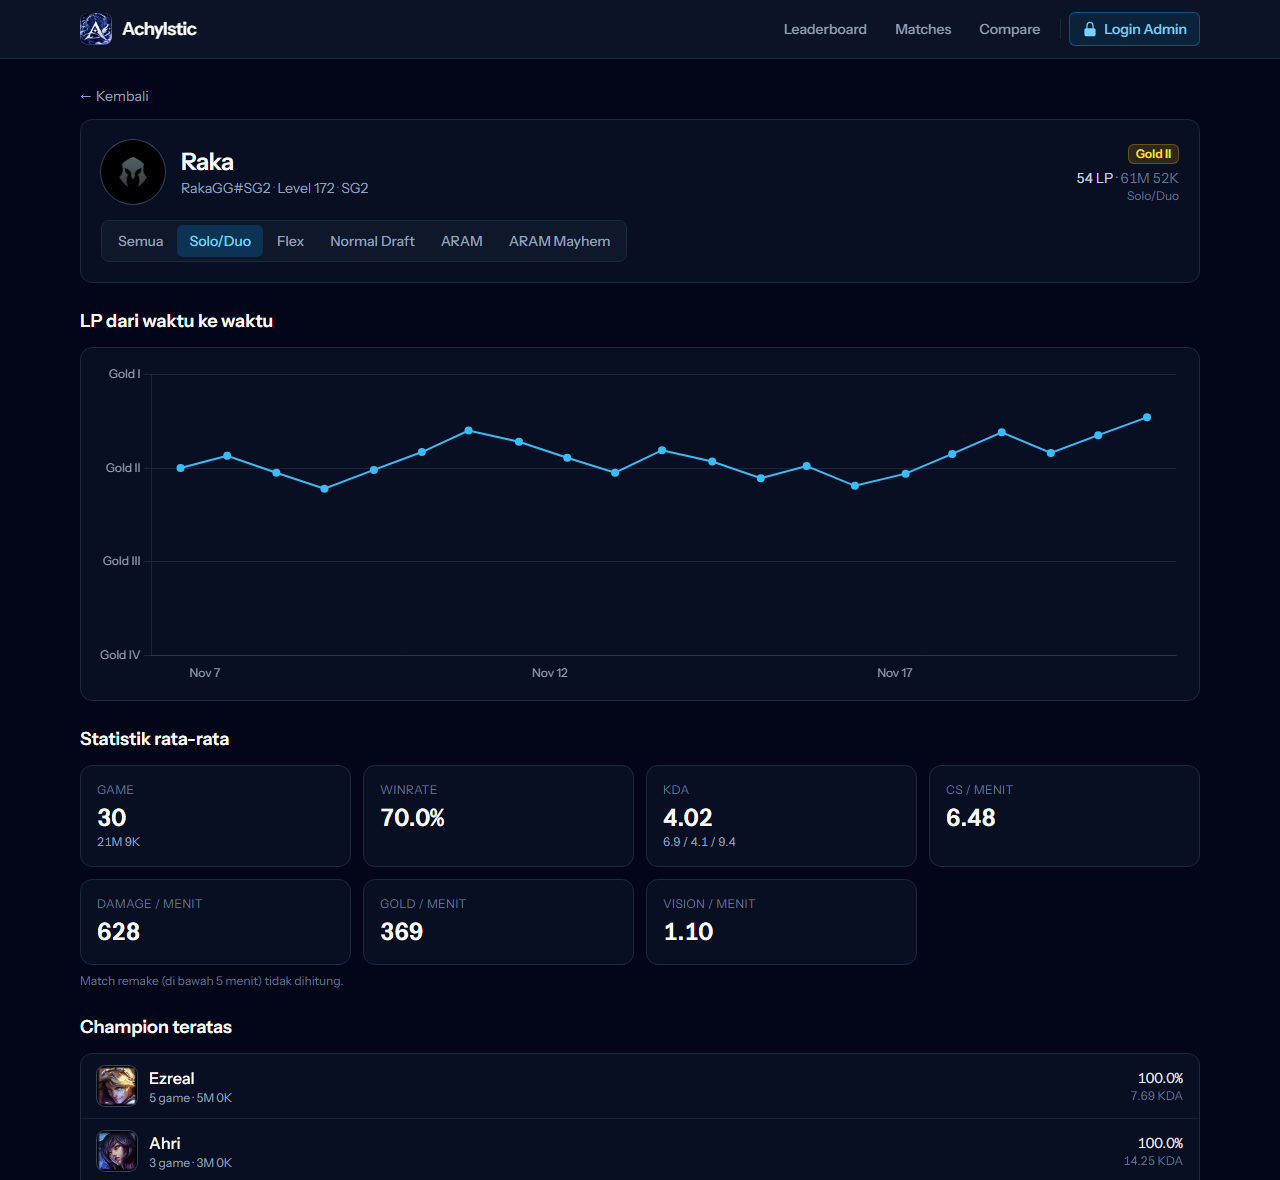 Achylstic
Leaderboard
Matches
Compare
Login Admin
← Kembali
Raka
RakaGG#SG2 · Level 172 · SG2
Gold II
54 LP · 61M 52K
Solo/Duo
Semua
Solo/Duo
Flex
Normal Draft
ARAM
ARAM Mayhem
LP dari waktu ke waktu
Gold I
Gold II
Gold III
Gold IV
Nov 7
Nov 12
Nov 17
Statistik rata-rata
GAME
30
21M 9K
WINRATE
70.0%
KDA
4.02
6.9 / 4.1 / 9.4
CS / MENIT
6.48
DAMAGE / MENIT
628
GOLD / MENIT
369
VISION / MENIT
1.10
Match remake (di bawah 5 menit) tidak dihitung.
Champion teratas
Ezreal
5 game · 5M 0K
100.0%
7.69 KDA
Ahri
3 game · 3M 0K
100.0%
14.25 KDA